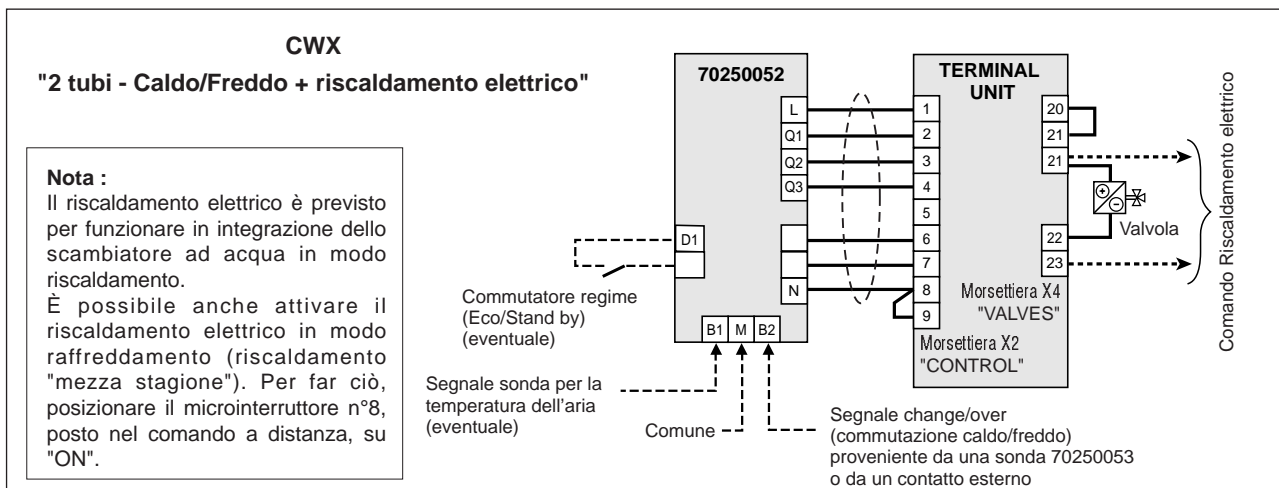 CWX
"2 tubi - Caldo/Freddo + riscaldamento elettrico"
Nota :
Il riscaldamento elettrico è previsto
per funzionare in integrazione dello
scambiatore ad acqua in modo
riscaldamento.
È possibile anche attivare il
riscaldamento elettrico in modo
raffreddamento (riscaldamento
"mezza stagione"). Per far ciò,
posizionare il microinterruttore n°8,
posto nel comando a distanza, su
"ON".
70250052
L
Q1
Q2
Q3
N
D1
B1 M B2
Commutatore regime
(Eco/Stand by)
(eventuale)
Segnale sonda per la
temperatura dell'aria
(eventuale)
Comune
Segnale change/over
(commutazione caldo/freddo)
proveniente da una sonda 70250053
o da un contatto esterno
TERMINAL
UNIT
1
2
3
4
5
6
7
8
9
20
21
21
22
23
Morsettiera X4
"VALVES"
Morsettiera X2
"CONTROL"
Valvola
Comando Riscaldamento elettrico